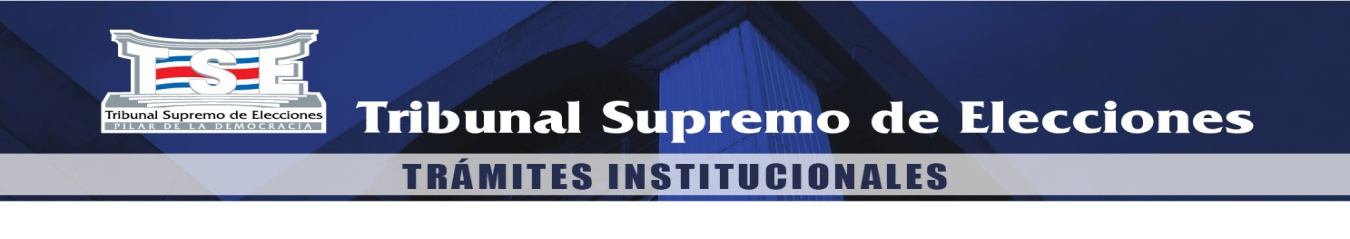 TSE
Tribunal Supremo de Elecciones
PILAR DE LA DEMOCRACIA
Tribunal Supremo de Elecciones
TRÁMITES INSTITUCIONALES